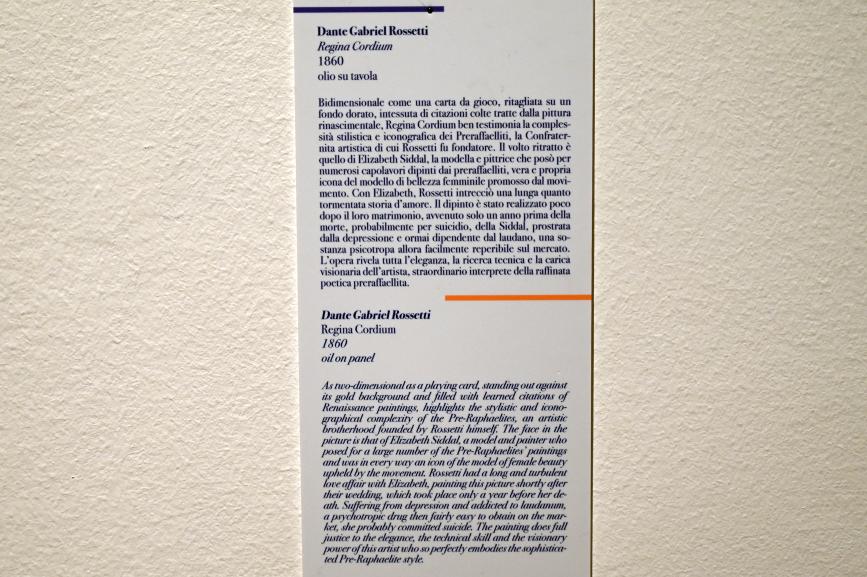 Dante Gabriel Rossetti
Regina Cordium
1860
olio su tavola
Bidimensionale come una carta da gioco, ritagliata su un
fondo dorato, intessuta di citazioni colte tratte dalla pittura
rinascimentale, Regina Cordium ben testimonia la comples-
sità stilistica e iconografica dei Preraffaelliti, la Confrater-
nita artistica di cui Rossetti fu fondatore. Il volto ritratto è
quello di Elizabeth Siddal, la modella e pittrice che posò per
numerosi capolavori dipinti dai preraffaelliti, vera e propria
icona del modello di bellezza femminile promosso dal movi-
mento. Con Elizabeth, Rossetti intrecciò una lunga quanto
tormentata storia d'amore. Il dipinto è stato realizzato poco
dopo il loro matrimonio, avvenuto solo un anno prima della
morte, probabilmente per suicidio, della Siddal, prostrata
dalla depressione e ormai dipendente dal laudano, una so-
stanza psicotropa allora facilmente reperibile sul mercato.
L'opera rivela tutta l'eleganza, la ricerca tecnica e la carica
visionaria dell'artista, straordinario interprete della raffinata
poetica preraffaellita.
Dante Gabriel Rossetti
Regina Cordium
1860
oil on panel
As two-dimensional as a playing card, standing out against
its gold background and filled with learned citations of
Renaissance paintings, highlights the stylistic and icono-
graphical complexity of the Pre-Raphaelites, an artistic
brotherhood founded by Rossetti himself. The face in the
picture is that of Elizabeth Siddal, a model and painter who
posed for a large number of the Pre-Raphaelites' paintings
and was in every way an icon of the model of female beauty
upheld by the movement. Rossetti had a long and turbulent
love affair with Elizabeth, painting this picture shortly after
their wedding, which took place only a year before her de-
ath. Suffering from depression and addicted to laudanum,
a psychotropic drug then fairly easy to obtain on the mar-
ket, she probably committed suicide. The painting does full
justice to the elegance, the technical skill and the visionary
power of this artist who so perfectly embodies the sophistica-
ted Pre-Raphaelite style.